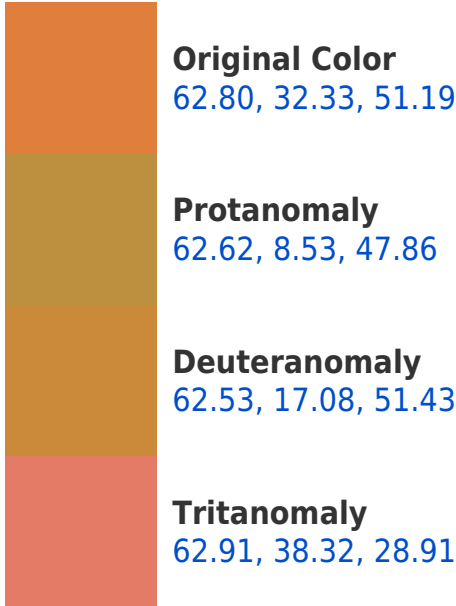 Original Color
62.80, 32.33, 51.19
Protanomaly
62.62, 8.53, 47.86
Deuteranomaly
62.53, 17.08, 51.43
Tritanomaly
62.91, 38.32, 28.91